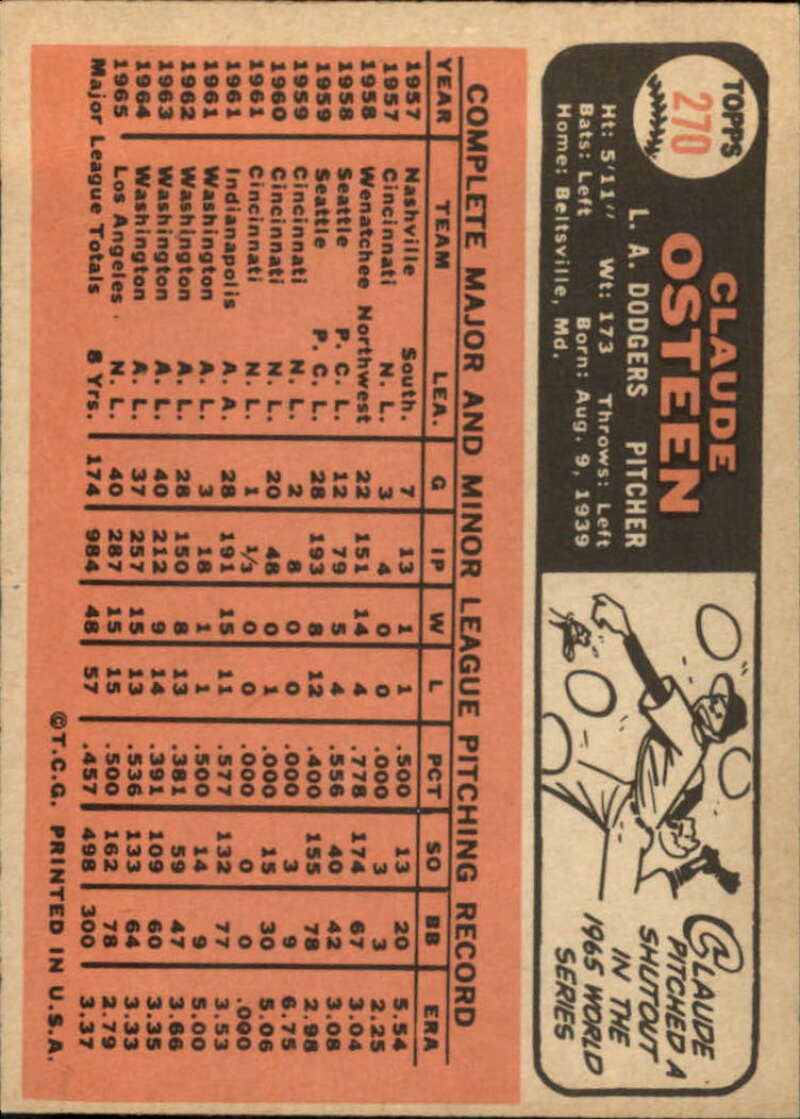 TOPPS
270
CLAUDE
OSTEEN
L. A. DODGERS PITCHER
Ht: 5'11" Wt: 173 Throws: Left
Bats: Left Born: Aug. 9, 1939
Home: Beltsville, Md.
CLAUDE
PITCHED A
SHUTOUT
IN THE
1965 WORLD
SERIES
COMPLETE MAJOR AND MINOR LEAGUE PITCHING RECORD
YEAR TEAM LEA. G IP W L PCT SO BB ERA
1957 Nashville South. 7 13 1 1 .500 13 20 5.54
1957 Cincinnati N. L. 3 4 0 0 .000 3 3 2.25
1958 Wenatchee Northwest 22 151 14 4 .778 174 67 3.04
1958 Seattle P. C. L. 12 79 5 4 .556 40 42 3.08
1959 Seattle P. C. L. 28 193 8 12 .400 155 78 2.98
1959 Cincinnati N. L. 2 8 0 0 .000 3 9 6.75
1960 Cincinnati N. L. 20 48 0 1 .000 15 30 5.06
1961 Cincinnati N. L. 1 1/3 0 0 .000 0 0 .000
1961 Indianapolis A. A. 28 191 15 11 .577 132 77 3.53
1961 Washington A. L. 3 18 1 1 .500 14 9 5.00
1962 Washington A. L. 28 150 8 13 .381 59 47 3.66
1963 Washington A. L. 40 212 9 14 .391 109 60 3.35
1964 Washington A. L. 37 257 15 13 .536 133 64 3.33
1965 Los Angeles N. L. 40 287 15 15 .500 162 78 2.79
Major League Totals 8 Yrs. 174 984 48 57 .457 498 300 3.37
©T.C.G. PRINTED IN U.S.A.